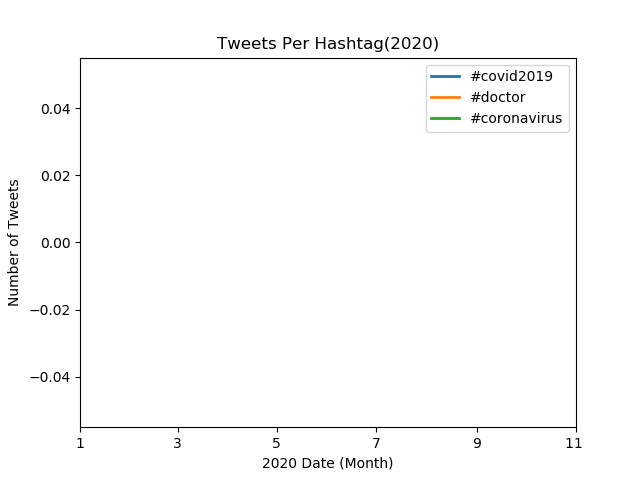 Tweets Per Hashtag(2020)
#covid2019
#doctor
#coronavirus
0.04
0.02
0.00
−0.02
−0.04
Number of Tweets
1 3 5 7 9 11
2020 Date (Month)